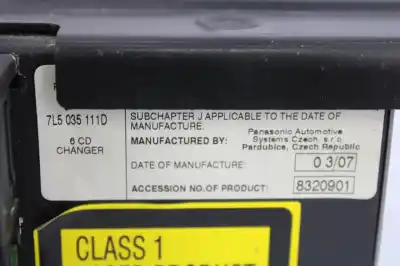 7L5 035 111D
6 CD
CHANGER
SUBCHAPTER J APPLICABLE TO THE DATE OF
MANUFACTURE.
MANUFACTURED BY: Panasonic Automotive
Systems Czech, s.r.o.
Pardubice, Czech Republic
DATE OF MANUFACTURE: 03/07
ACCESSION NO.OF PRODUCT: 8320901
CLASS 1